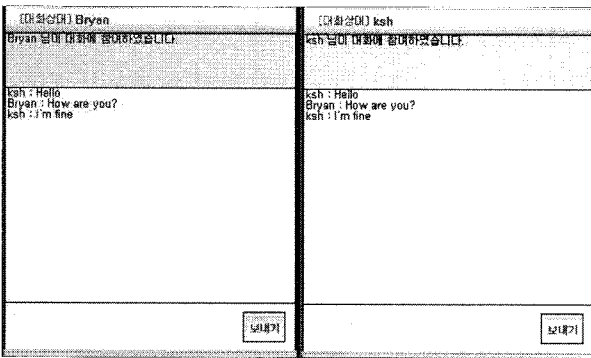 [대화상대] Bryan
Bryan 님이 대화에 참여하였습니다.
ksh : Hello
Bryan : How are you?
ksh : I'm fine
보내기
[대화상대] ksh
ksh 님이 대화에 참여하였습니다.
ksh : Hello
Bryan : How are you?
ksh : I'm fine
보내기